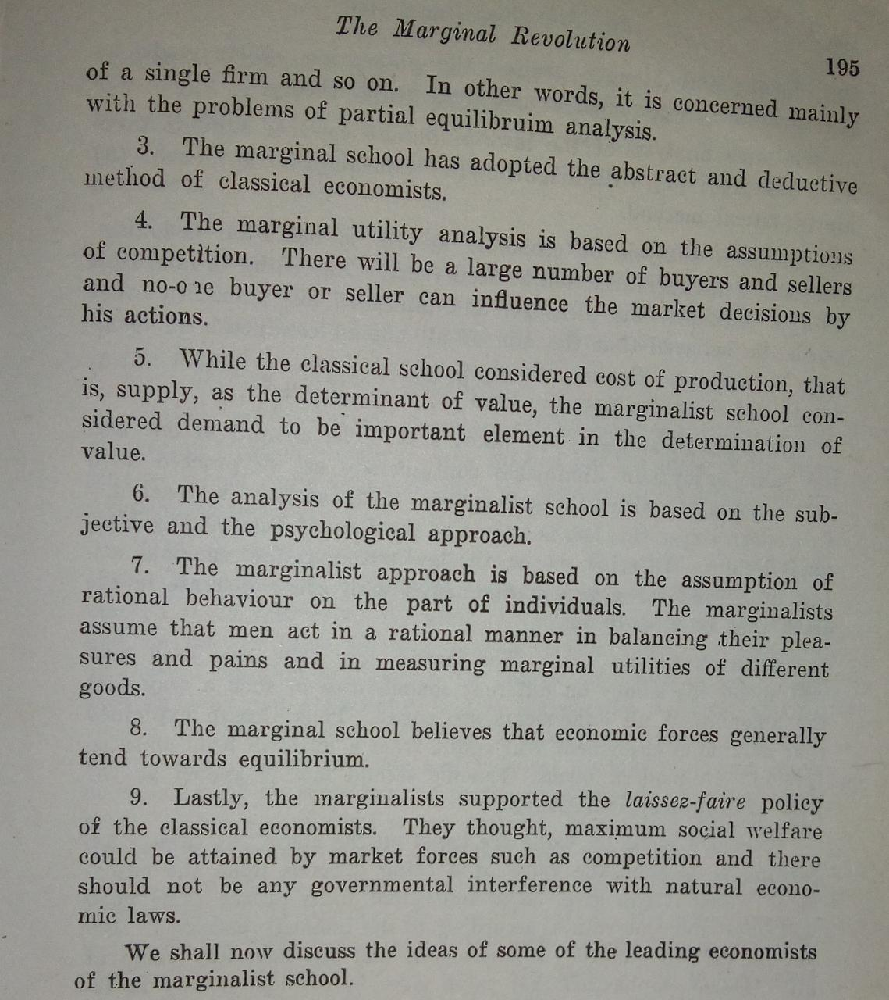 The Marginal Revolution
195
of a single firm and so on. In other words, it is concerned mainly
with the problems of partial equilibruim analysis.
3. The marginal school has adopted the abstract and deductive
method of classical economists.
4. The marginal utility analysis is based on the assumptions
of competition. There will be a large number of buyers and sellers
and no-o ne buyer or seller can influence the market decisions by
his actions.
5. While the classical school considered cost of production, that
is, supply, as the determinant of value, the marginalist school con-
sidered demand to be important element in the determination of
value.
6. The analysis of the marginalist school is based on the sub-
jective and the psychological approach.
7. The marginalist approach is based on the assumption of
rational behaviour on the part of individuals. The marginalists
assume that men act in a rational manner in balancing their plea-
sures and pains and in measuring marginal utilities of different
goods.
8. The marginal school believes that economic forces generally
tend towards equilibrium.
9. Lastly, the marginalists supported the laissez-faire policy
of the classical economists. They thought, maximum social welfare
could be attained by market forces such as competition and there
should not be any governmental interference with natural econo-
mic laws.
We shall now discuss the ideas of some of the leading economists
of the marginalist school.